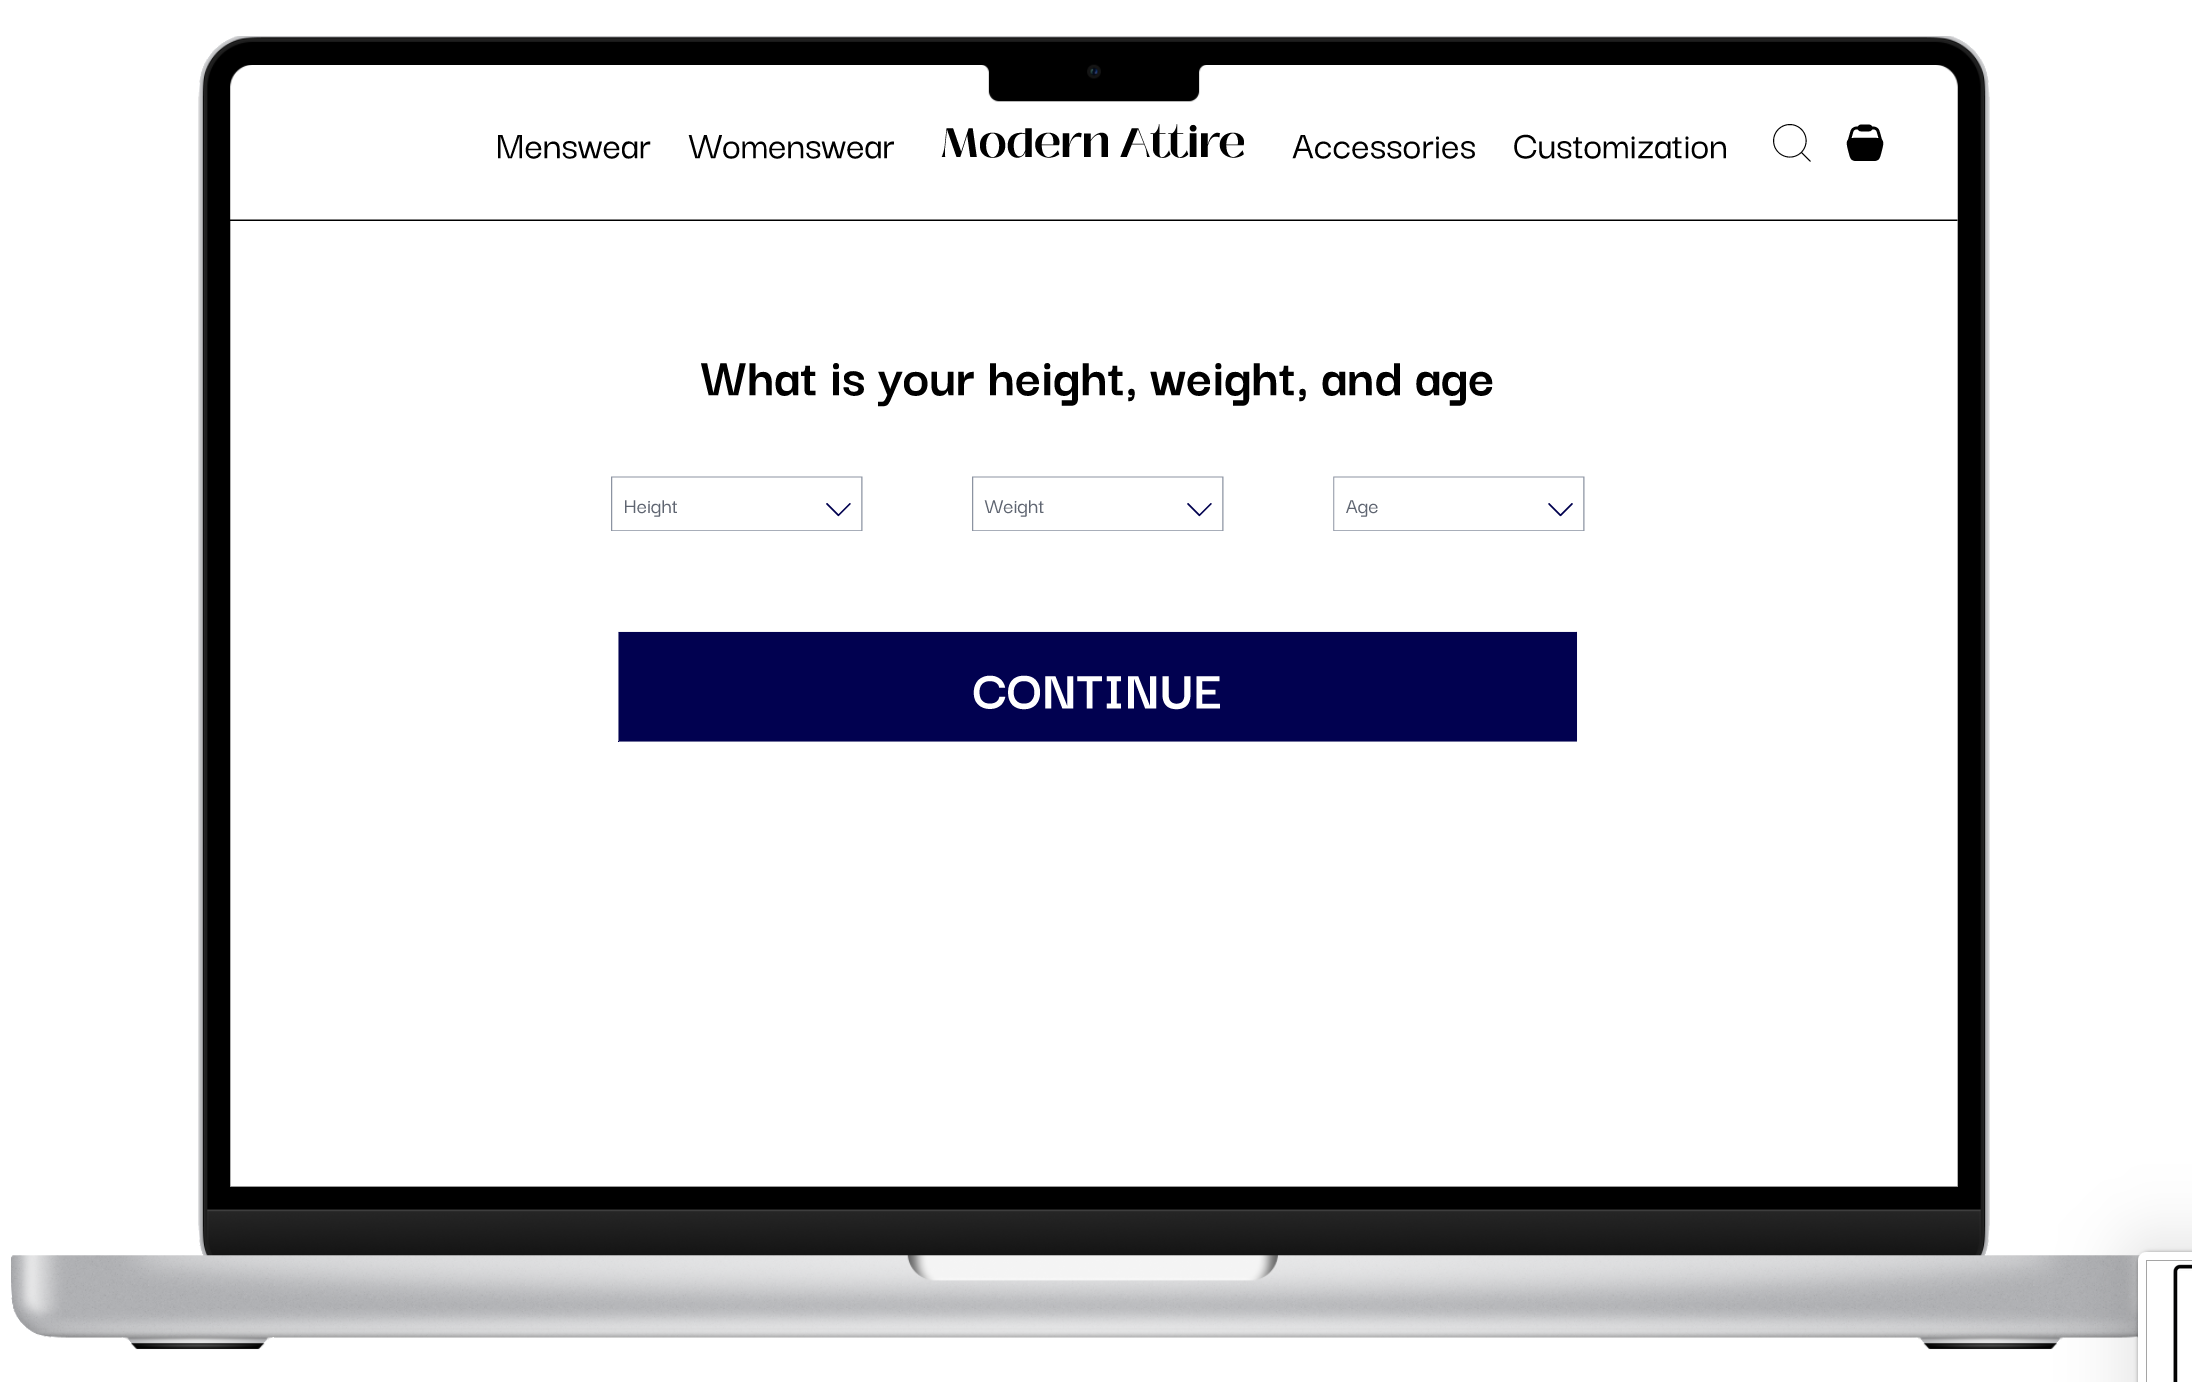 Menswear Womenswear Modern Attire Accessories Customization
What is your height, weight, and age
Height Weight Age
CONTINUE